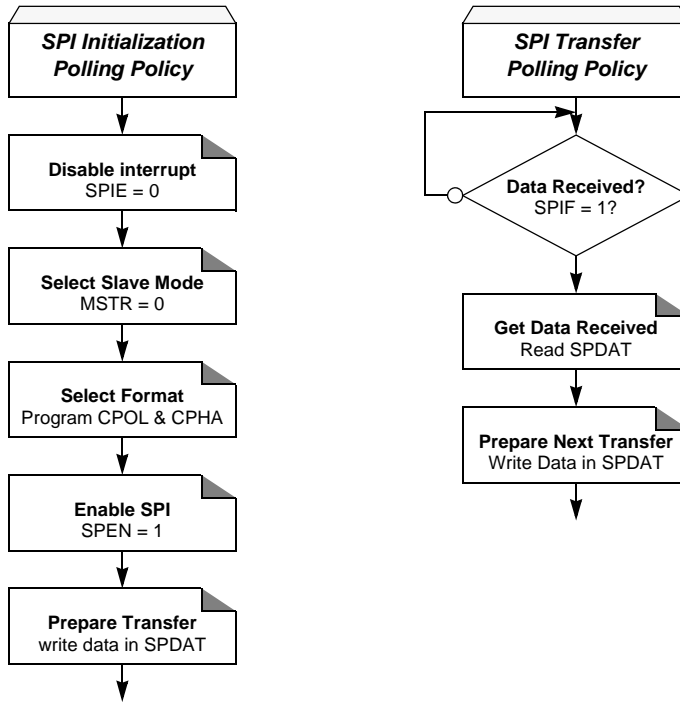 SPI Initialization
Polling Policy
Disable interrupt
SPIE = 0
Select Slave Mode
MSTR = 0
Select Format
Program CPOL & CPHA
Enable SPI
SPEN = 1
Prepare Transfer
write data in SPDAT
SPI Transfer
Polling Policy
Data Received?
SPIF = 1?
Get Data Received
Read SPDAT
Prepare Next Transfer
Write Data in SPDAT